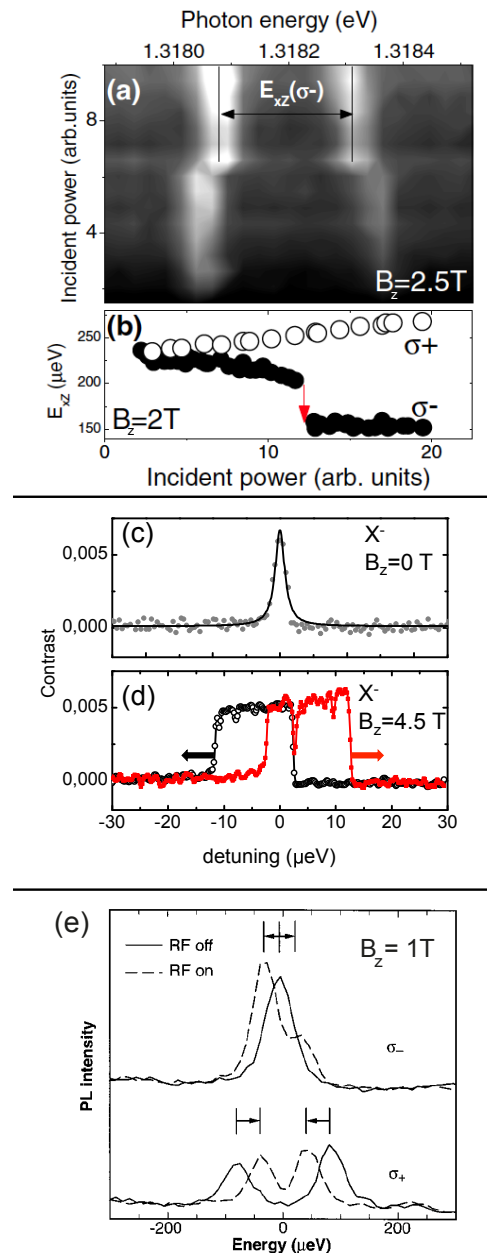 Photon energy (eV)
1.3180 1.3182 1.3184
(a)
E_xZ(σ-)
Incident power (arb.units)
8
4
B_z=2.5T
(b)
250
200
150
E_xZ (µeV)
σ+
σ-
B_z=2T
0 10 20
Incident power (arb. units)
(c)
X⁻
B_z=0 T
0,005
0,000
Contrast
(d)
X⁻
B_z=4.5 T
0,005
0,000
-30 -20 -10 0 10 20 30
detuning (µeV)
(e)
RF off
RF on
B_z = 1T
PL intensity
σ₋
σ₊
-200 0 200
Energy (µeV)